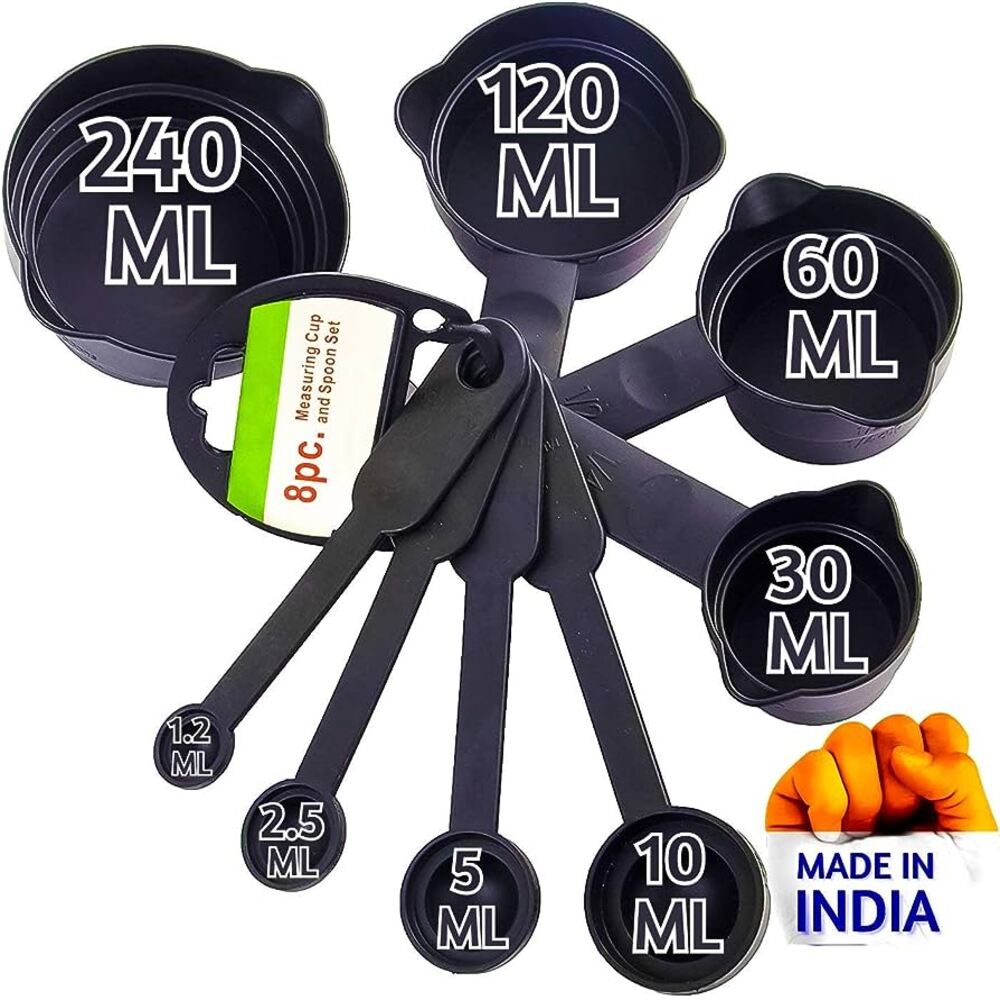 240
ML
120
ML
60
ML
30
ML
8pc. Measuring Cup
and Spoon Set
1.2
ML
2.5
ML
5
ML
10
ML
MADE IN
INDIA